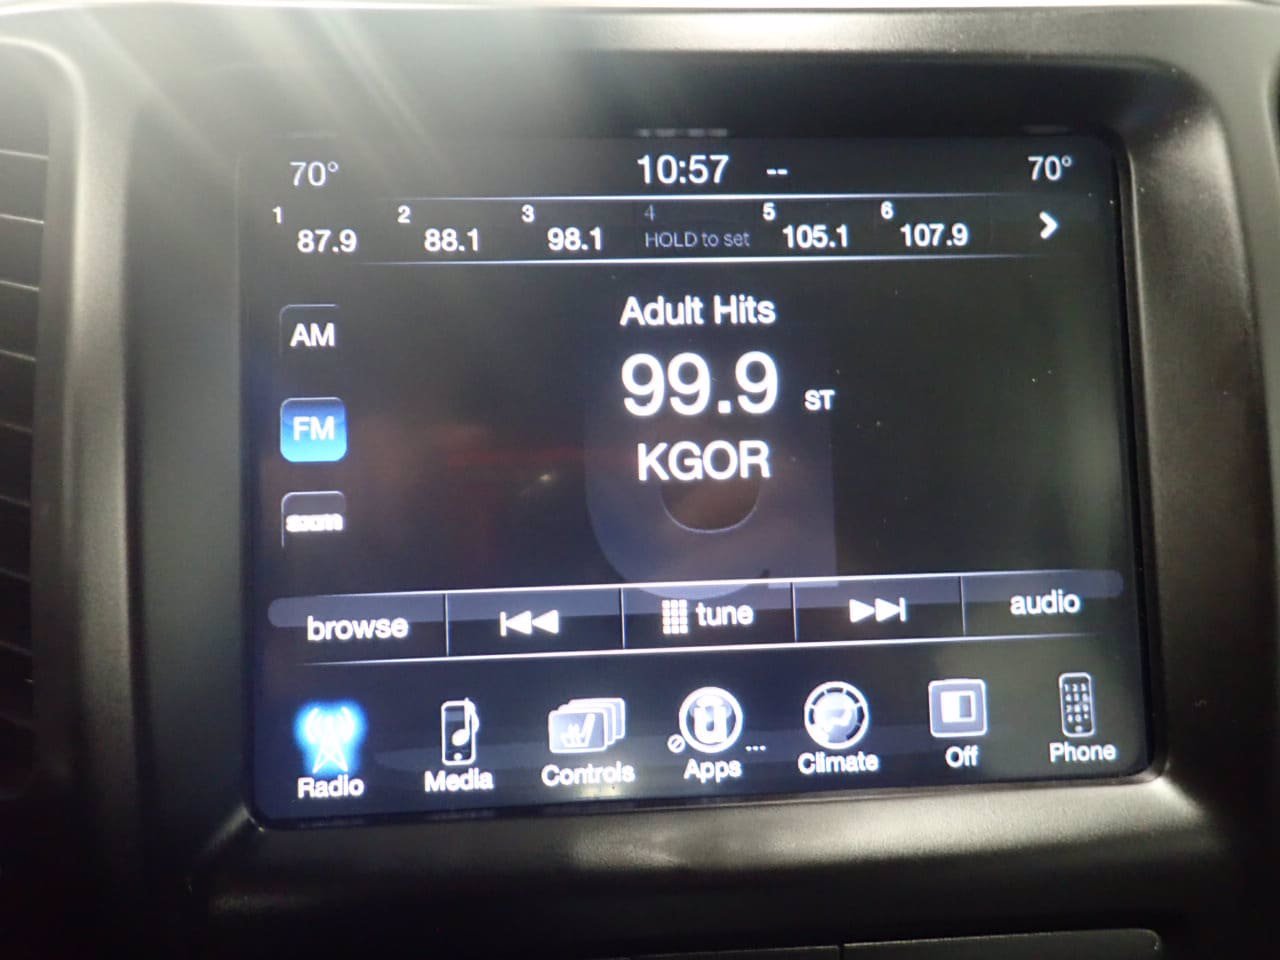 70° 10:57 -- 70°
1 2 3 4 5 6
87.9 88.1 98.1 HOLD to set 105.1 107.9
Adult Hits
AM
99.9 ST
FM
KGOR
sxm
browse tune audio
Radio Media Controls Apps ... Climate Off Phone